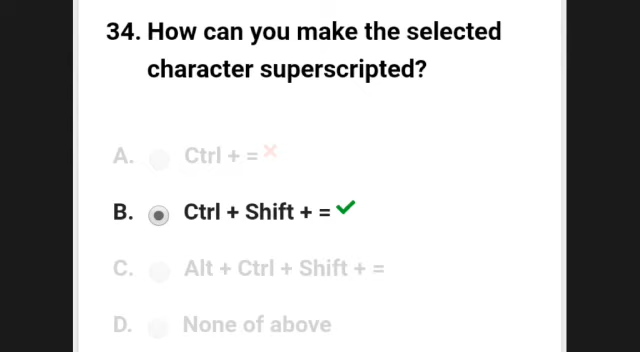 34. How can you make the selected
character superscripted?
A. Ctrl + =
B. Ctrl + Shift + =
C. Alt + Ctrl + Shift + =
D. None of above